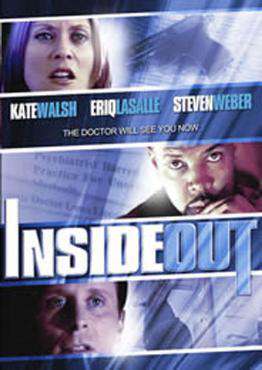 KATE WALSH ERIQ LASALLE STEVEN WEBER
THE DOCTOR WILL SEE YOU NOW
INSIDE OUT